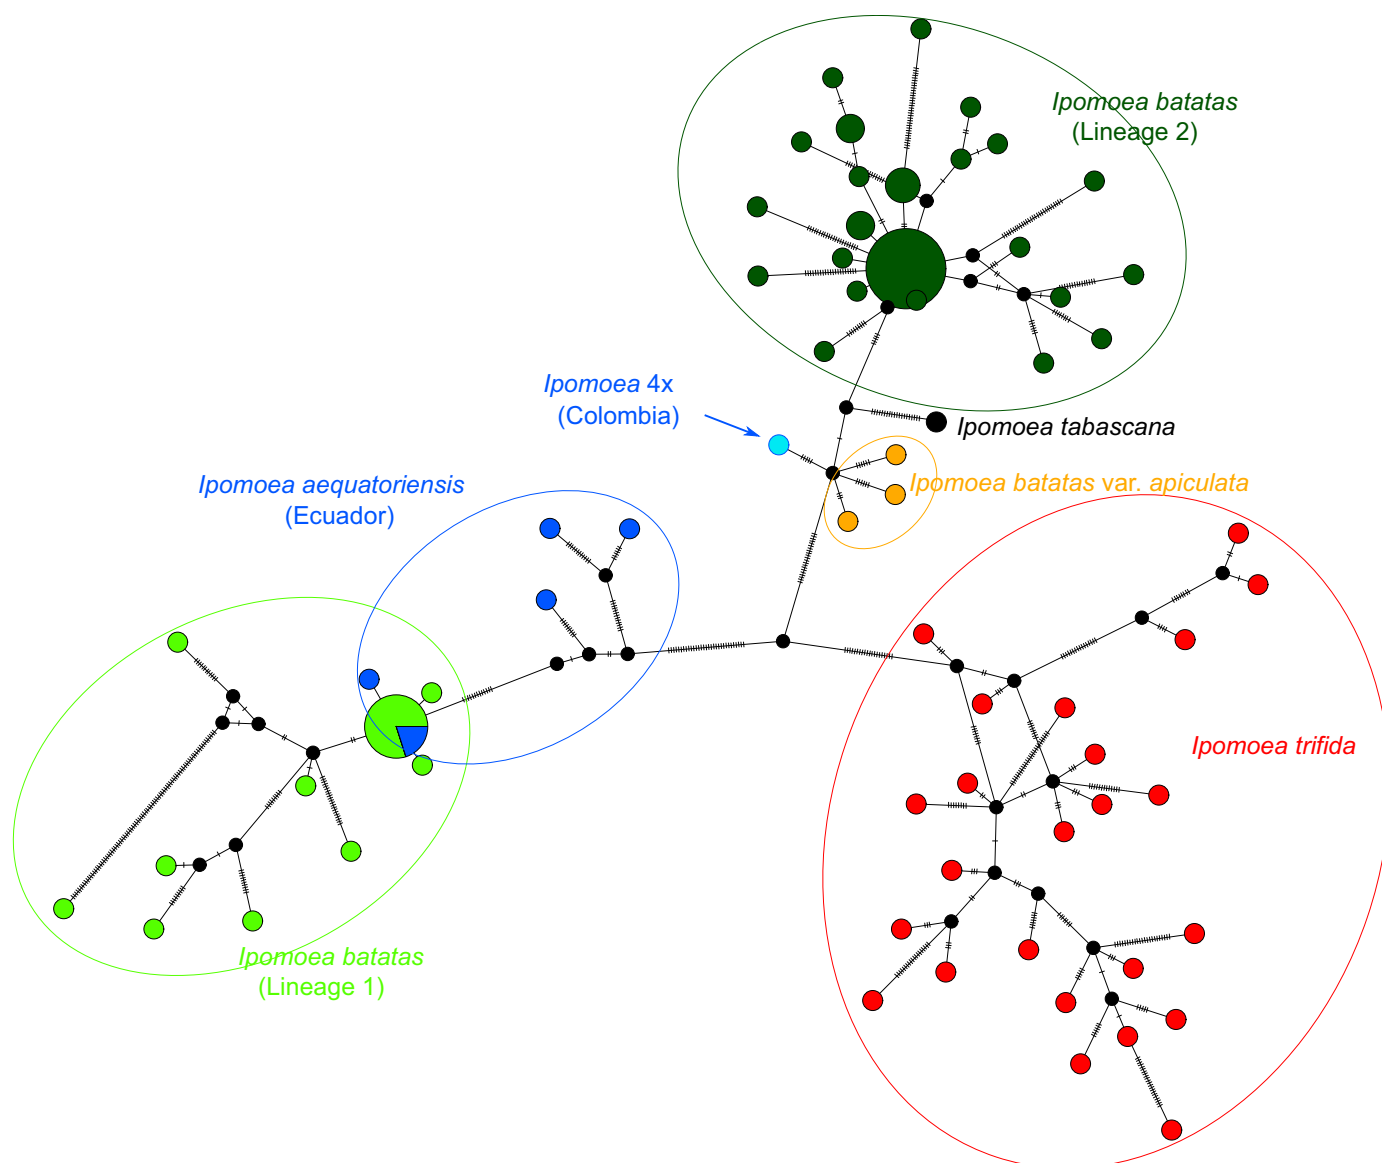 Ipomoea batatas
(Lineage 2)
Ipomoea 4x
(Colombia)
Ipomoea tabascana
Ipomoea aequatoriensis
(Ecuador)
Ipomoea batatas var. apiculata
Ipomoea trifida
Ipomoea batatas
(Lineage 1)